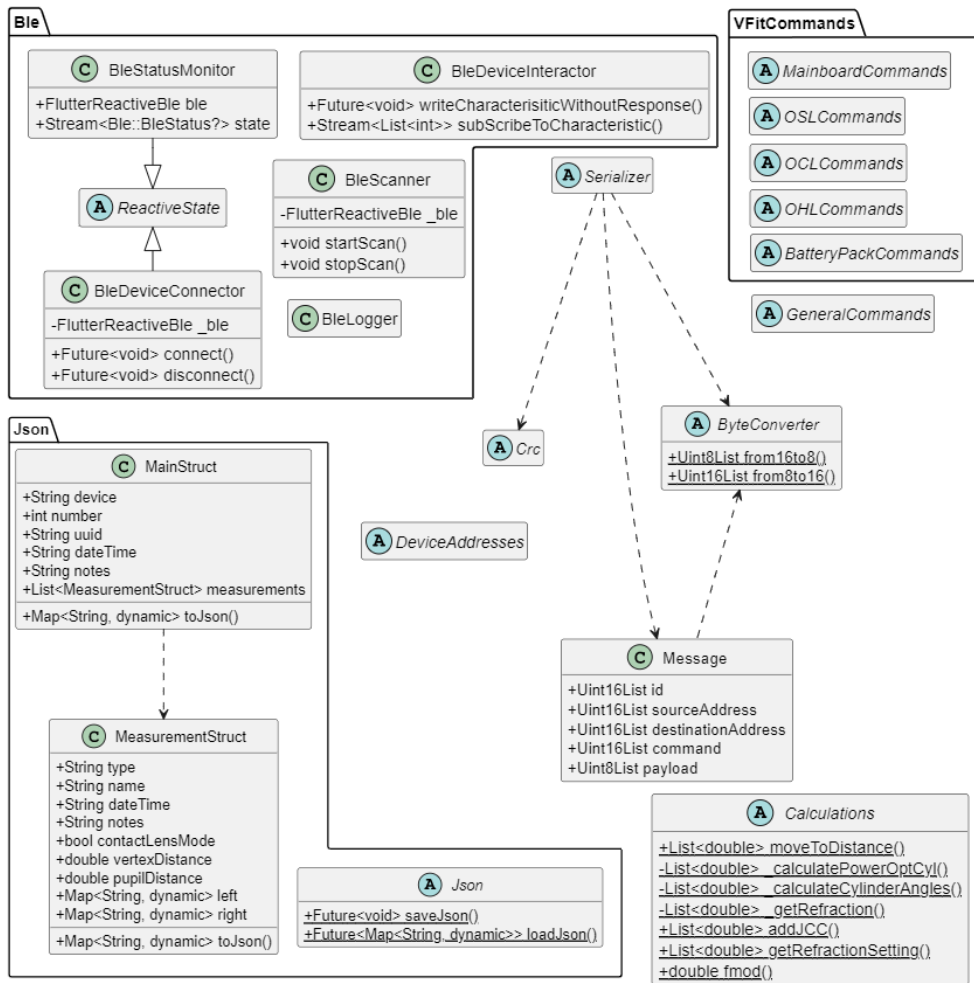 Ble
C BleStatusMonitor
+FlutterReactiveBle ble
+Stream<Ble::BleStatus?> state
C BleDeviceInteractor
+Future<void> writeCharacterisiticWithoutResponse()
+Stream<List<int>> subScribeToCharacteristic()
A ReactiveState
C BleScanner
-FlutterReactiveBle _ble
+void startScan()
+void stopScan()
C BleDeviceConnector
-FlutterReactiveBle _ble
+Future<void> connect()
+Future<void> disconnect()
C BleLogger
VFitCommands
A MainboardCommands
A OSLCommands
A OCLCommands
A OHLCommands
A BatteryPackCommands
A GeneralCommands
A Serializer
A Crc
A ByteConverter
+Uint8List from16to8()
+Uint16List from8to16()
A DeviceAddresses
C Message
+Uint16List id
+Uint16List sourceAddress
+Uint16List destinationAddress
+Uint16List command
+Uint8List payload
Json
C MainStruct
+String device
+int number
+String uuid
+String dateTime
+String notes
+List<MeasurementStruct> measurements
+Map<String, dynamic> toJson()
C MeasurementStruct
+String type
+String name
+String dateTime
+String notes
+bool contactLensMode
+double vertexDistance
+double pupilDistance
+Map<String, dynamic> left
+Map<String, dynamic> right
+Map<String, dynamic> toJson()
A Json
+Future<void> saveJson()
+Future<Map<String, dynamic>> loadJson()
A Calculations
+List<double> moveToDistance()
-List<double> _calculatePowerOptCyl()
-List<double> _calculateCylinderAngles()
-List<double> _getRefraction()
+List<double> addJCC()
+List<double> getRefractionSetting()
+double fmod()